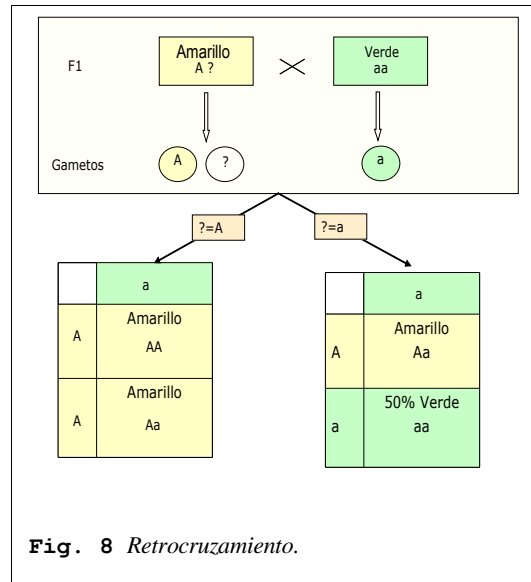 Amarillo
A ?
Verde
aa
F1
Gametos
A
?
a
?=A
?=a
a
A
Amarillo
AA
A
Amarillo
Aa
a
A
Amarillo
Aa
a
50% Verde
aa
Fig. 8 Retrocruzamiento.